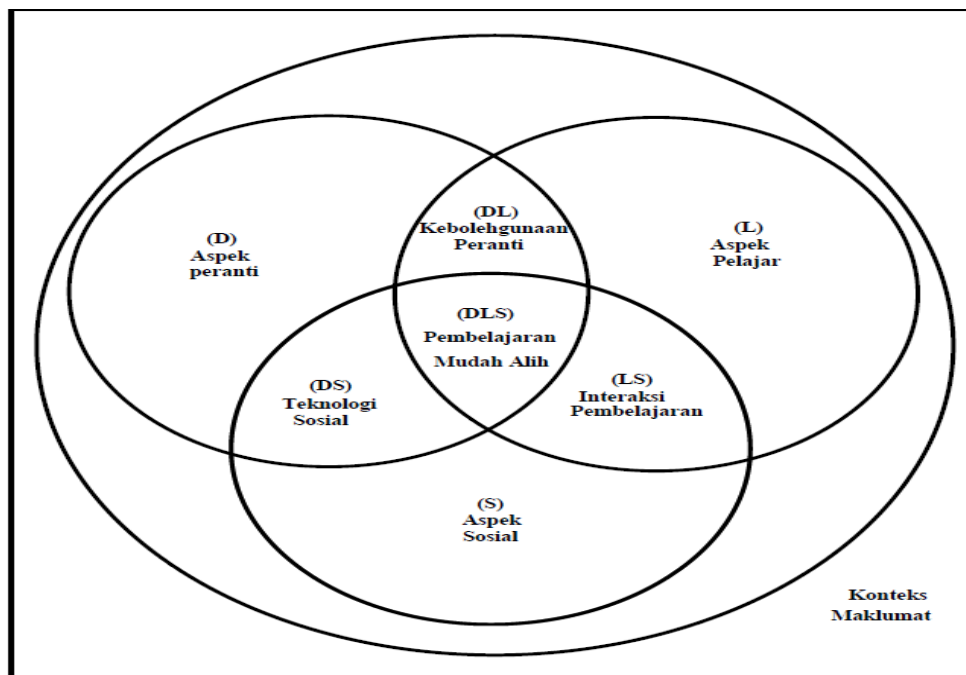 (DL)
Kebolehgunaan
Peranti
(D)
Aspek
peranti
(L)
Aspek
Pelajar
(DLS)
Pembelajaran
Mudah Alih
(DS)
Teknologi
Sosial
(LS)
Interaksi
Pembelajaran
(S)
Aspek
Sosial
Konteks
Maklumat